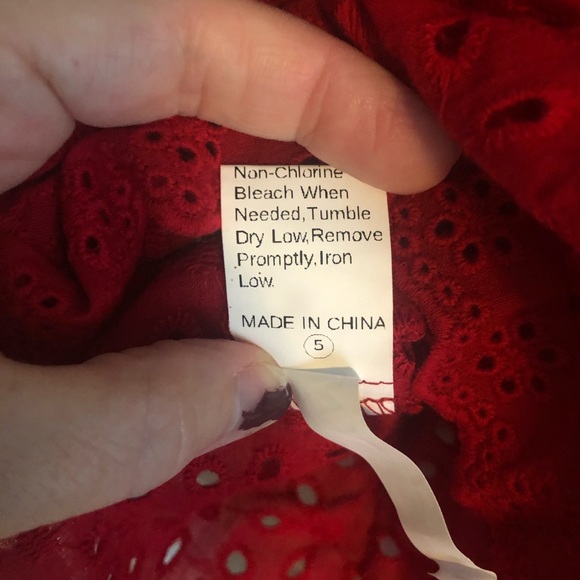 Non-Chlorine
Bleach When
Needed,Tumble
Dry Low,Remove
Promptly,Iron
Low.
MADE IN CHINA
5